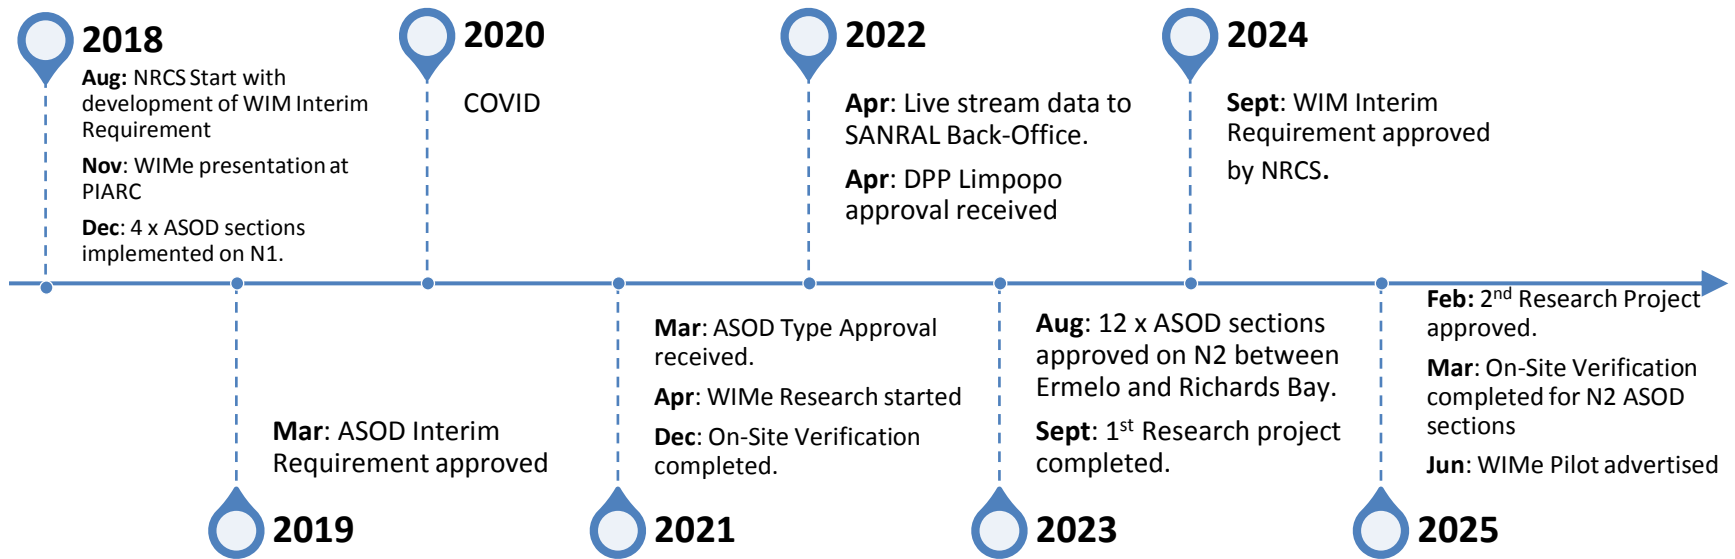 2018
Aug: NRCS Start with
development of WIM Interim
Requirement
Nov: WIMe presentation at
PIARC
Dec: 4 x ASOD sections
implemented on N1.
2020
COVID
2022
Apr: Live stream data to
SANRAL Back-Office.
Apr: DPP Limpopo
approval received
2024
Sept: WIM Interim
Requirement approved
by NRCS.
Mar: ASOD Interim
Requirement approved
2019
Mar: ASOD Type Approval
received.
Apr: WIMe Research started
Dec: On-Site Verification
completed.
2021
Aug: 12 x ASOD sections
approved on N2 between
Ermelo and Richards Bay.
Sept: 1st Research project
completed.
2023
Feb: 2nd Research Project
approved.
Mar: On-Site Verification
completed for N2 ASOD
sections
Jun: WIMe Pilot advertised
2025